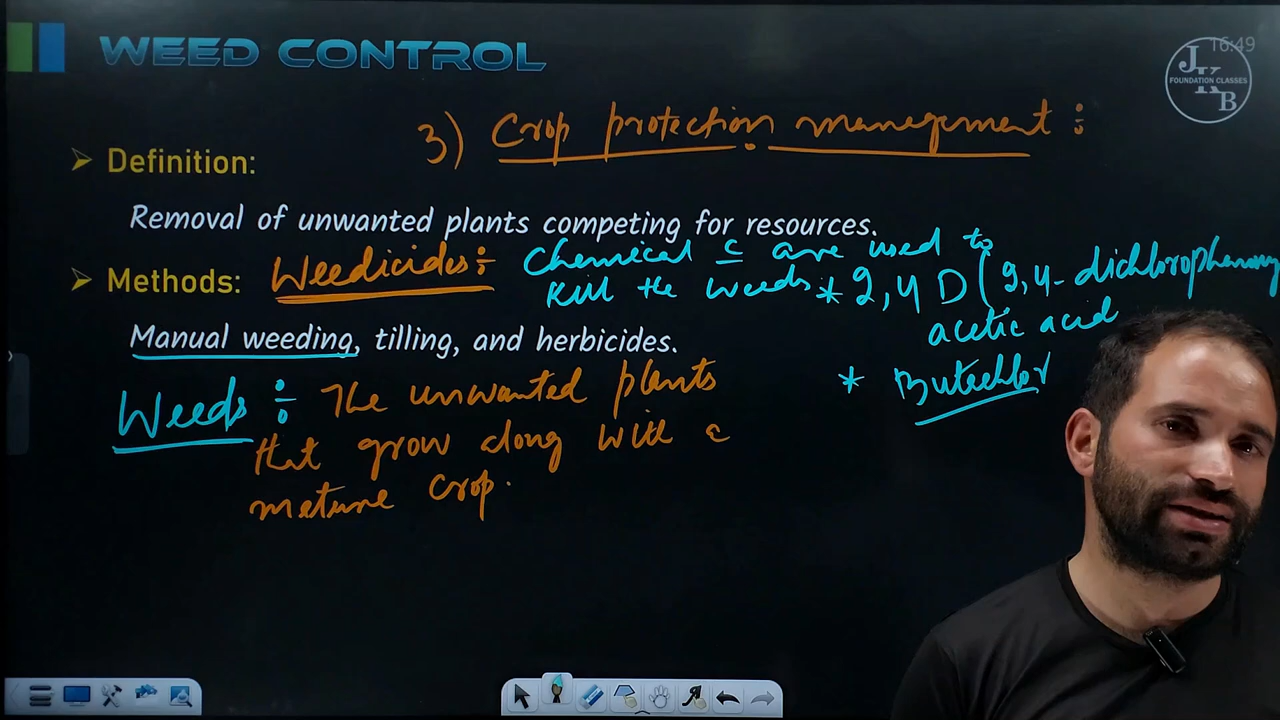 WEED CONTROL
16:49
J
K
FOUNDATION CLASSES
B
3) Crop protection management :
Definition:
Removal of unwanted plants competing for resources.
Methods: Weedicides : Chemical c are used to
kill the weeds * 2,4 D (2,4- dichlorophenoxy
acetic acid
Manual weeding, tilling, and herbicides.
* Butachlor
Weeds : The unwanted plants
that grow along with a
mature crop.